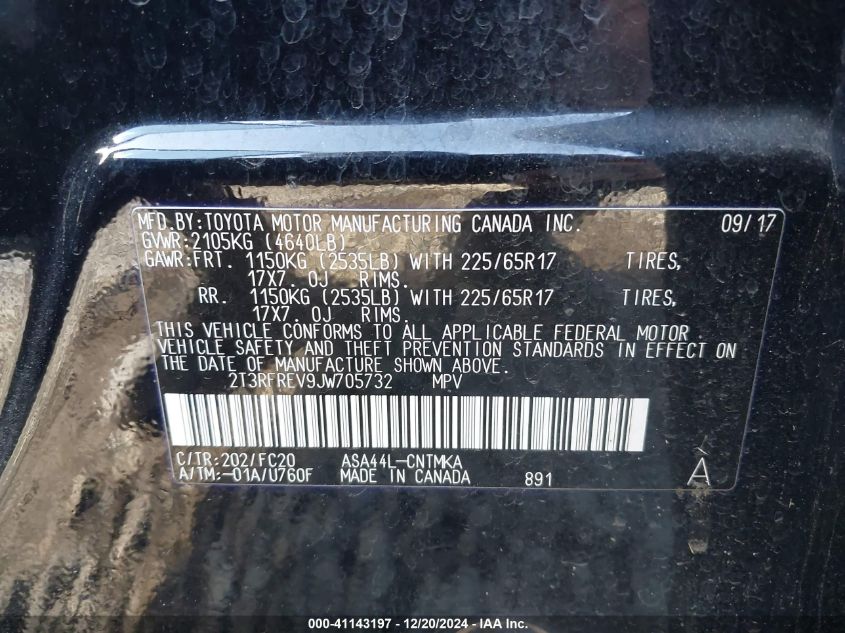 MFD.BY:TOYOTA MOTOR MANUFACTURING CANADA INC. 09/17
GVWR:2105KG (4640LB)
GAWR:FRT. 1150KG (2535LB) WITH 225/65R17 TIRES,
17X7.0J RIMS.
RR. 1150KG (2535LB) WITH 225/65R17 TIRES,
17X7.0J RIMS.
THIS VEHICLE CONFORMS TO ALL APPLICABLE FEDERAL MOTOR
VEHICLE SAFETY AND THEFT PREVENTION STANDARDS IN EFFECT ON
THE DATE OF MANUFACTURE SHOWN ABOVE.
2T3RFREV9JW705732 MPV
C/TR:202/FC20 ASA44L-CNTMKA
A/TM:-01A/U760F MADE IN CANADA 891 A
000-41143197 - 12/20/2024 - IAA Inc.